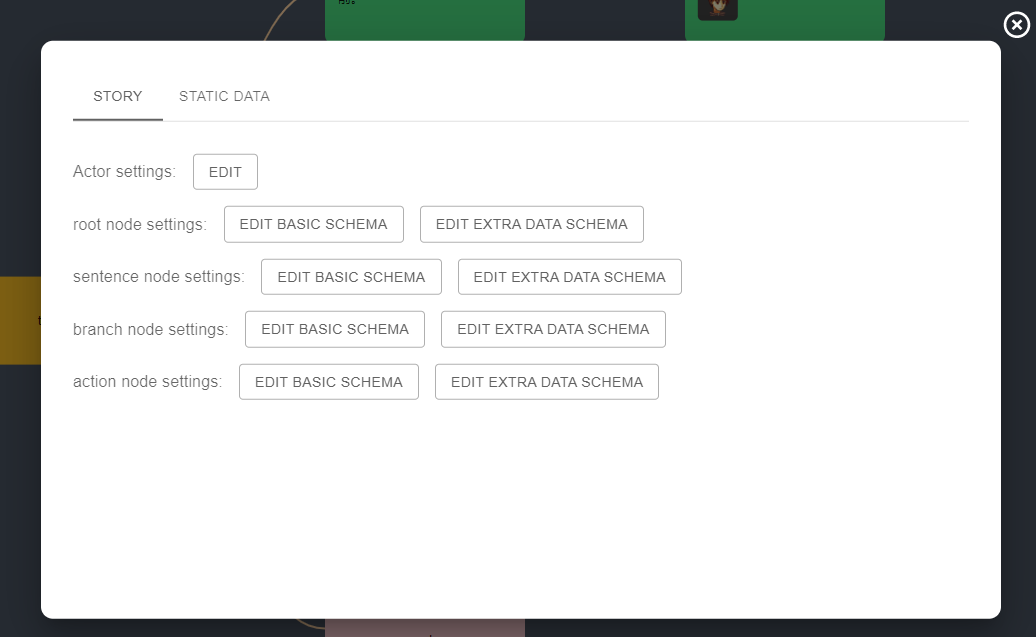 STORY STATIC DATA
Actor settings: EDIT
root node settings: EDIT BASIC SCHEMA EDIT EXTRA DATA SCHEMA
sentence node settings: EDIT BASIC SCHEMA EDIT EXTRA DATA SCHEMA
branch node settings: EDIT BASIC SCHEMA EDIT EXTRA DATA SCHEMA
action node settings: EDIT BASIC SCHEMA EDIT EXTRA DATA SCHEMA